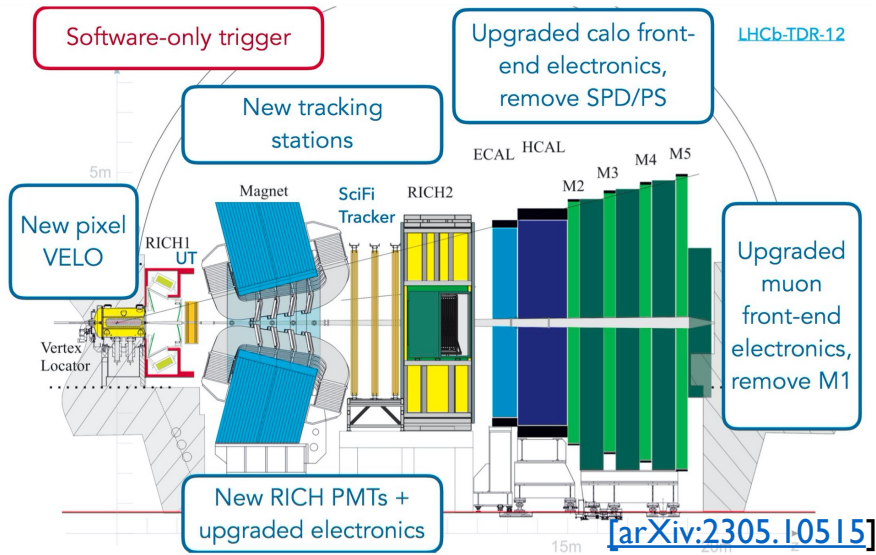 Software-only trigger
Upgraded calo front-
end electronics,
remove SPD/PS
LHCb-TDR-12
New tracking
stations
ECAL HCAL
M2 M3 M4 M5
5m
Magnet
SciFi
Tracker
RICH2
New pixel
VELO
RICH1
UT
Upgraded
muon
front-end
electronics,
remove M1
Vertex
Locator
New RICH PMTs +
upgraded electronics
[arXiv:2305.10515]
15m
20m
z